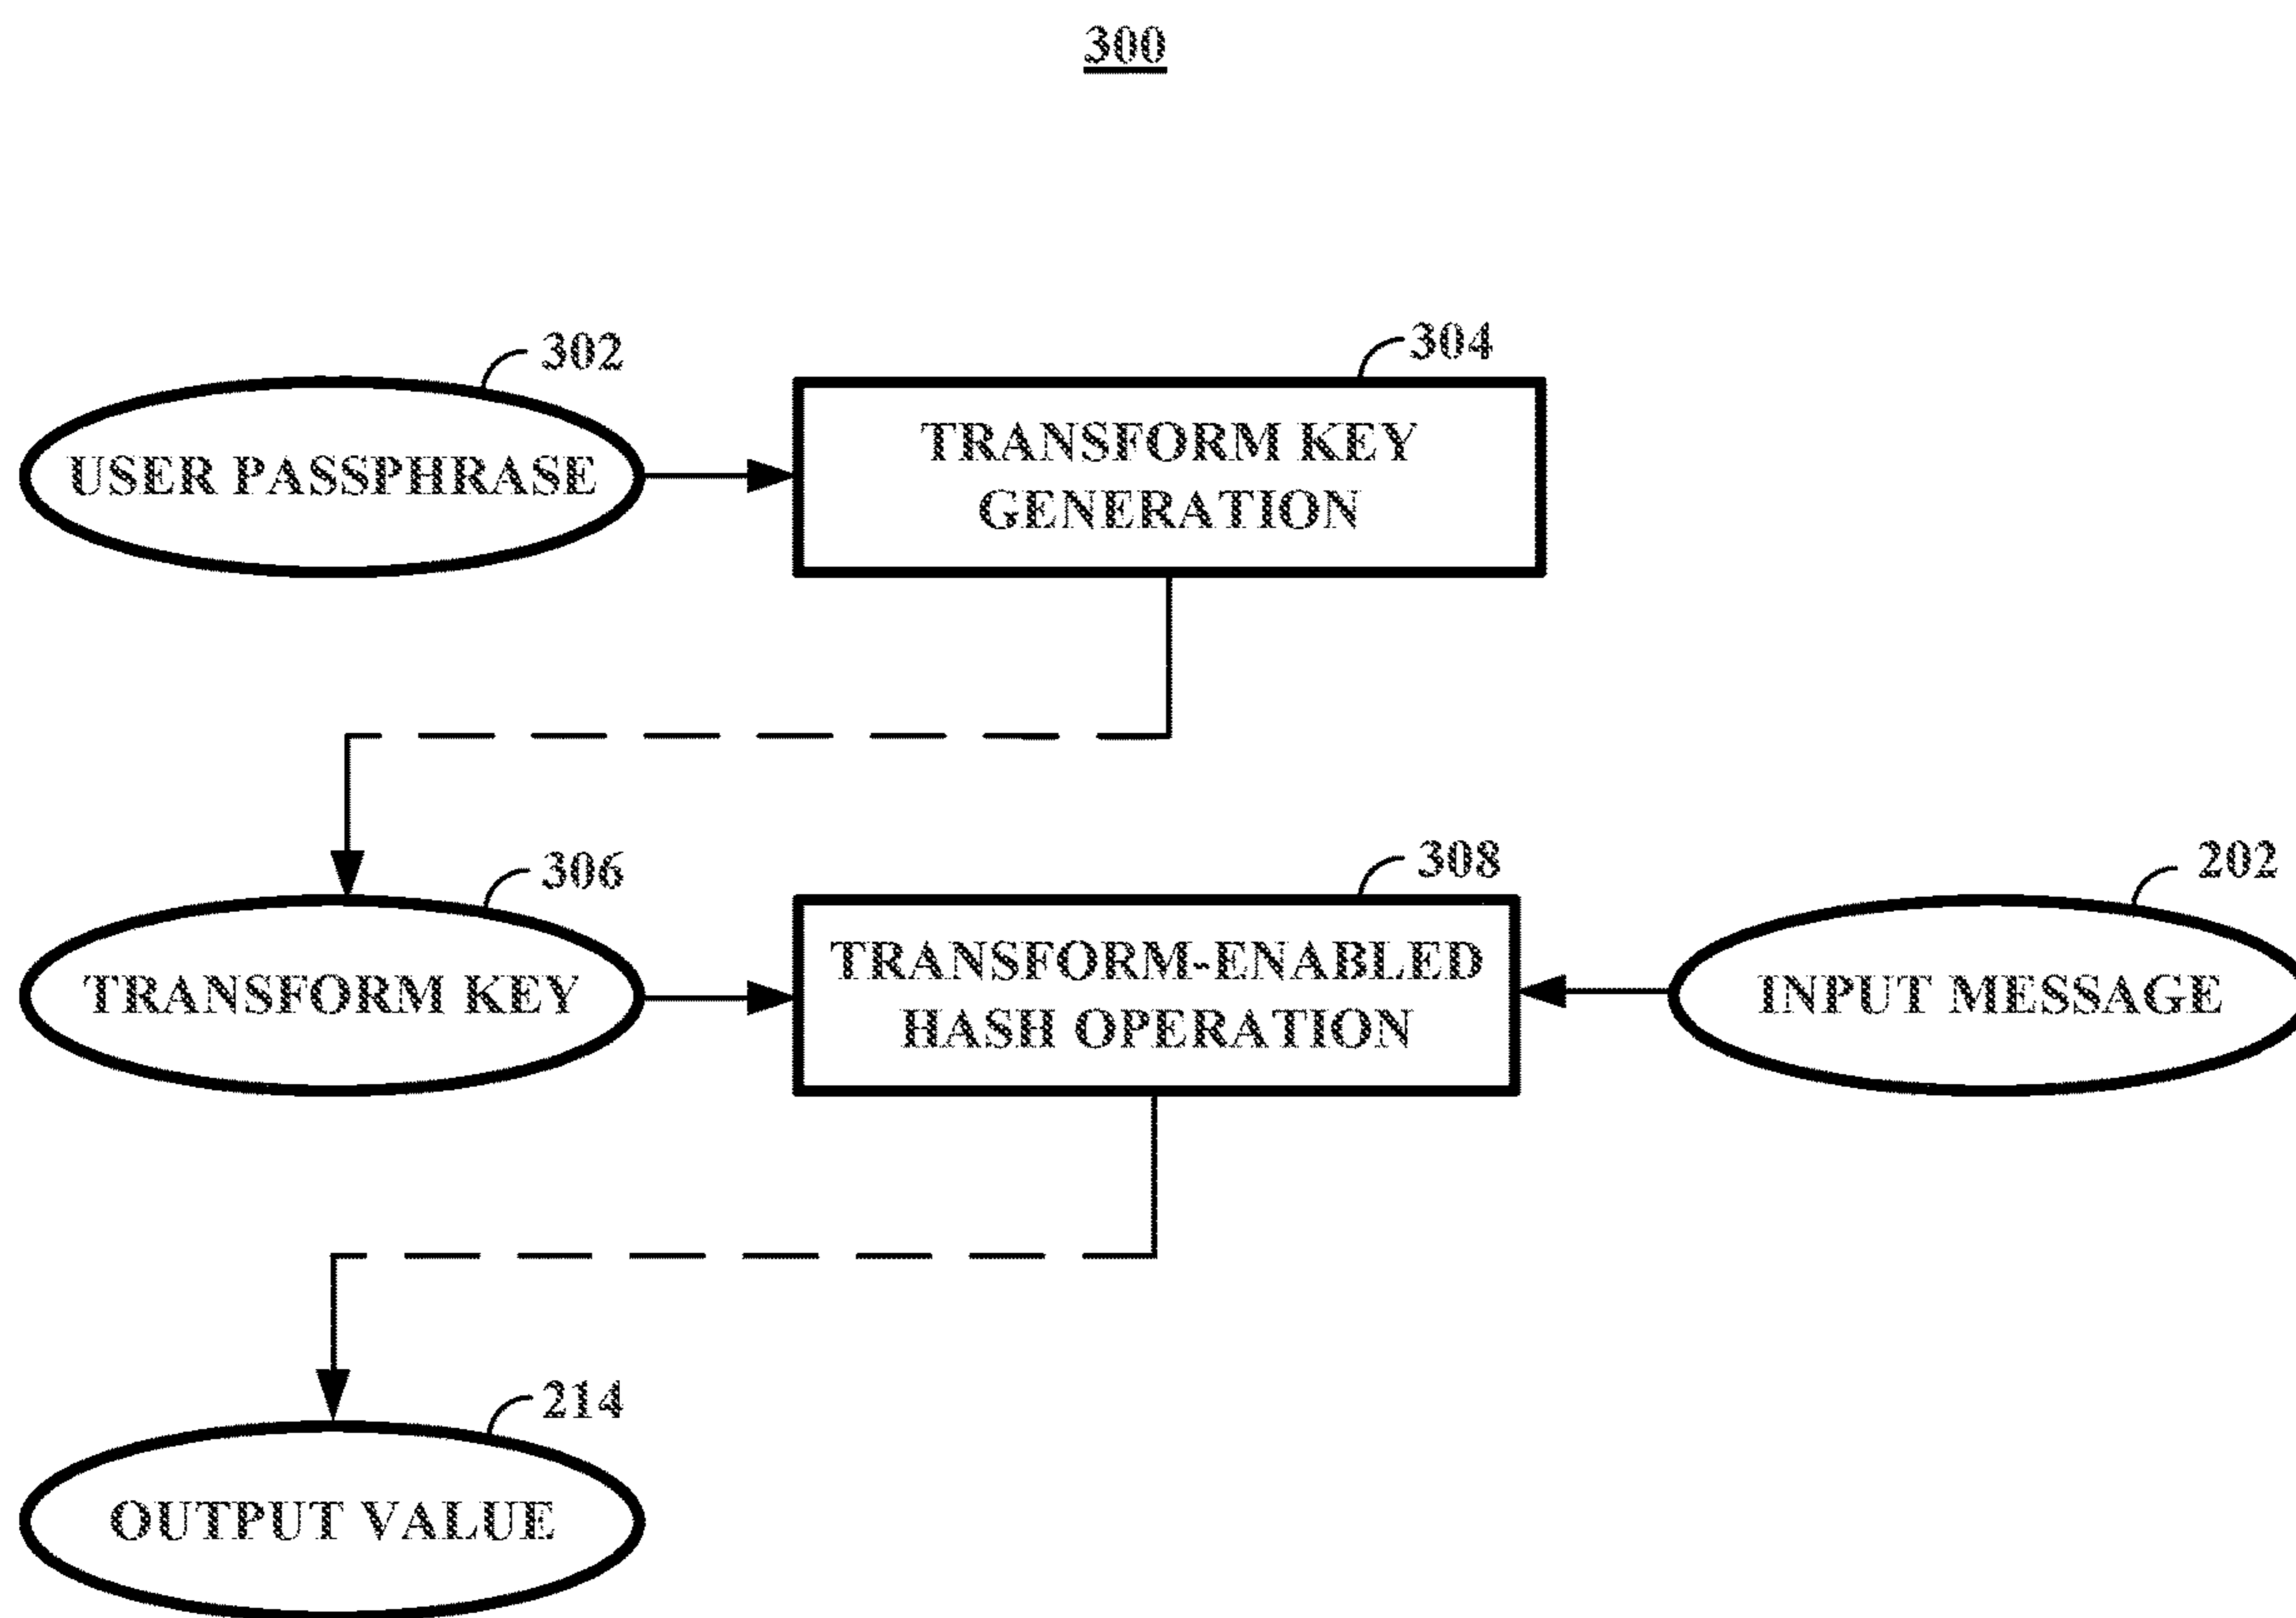 300
302
304
USER PASSPHRASE
TRANSFORM KEY
GENERATION
306
308
202
TRANSFORM KEY
TRANSFORM-ENABLED
HASH OPERATION
INPUT MESSAGE
214
OUTPUT VALUE